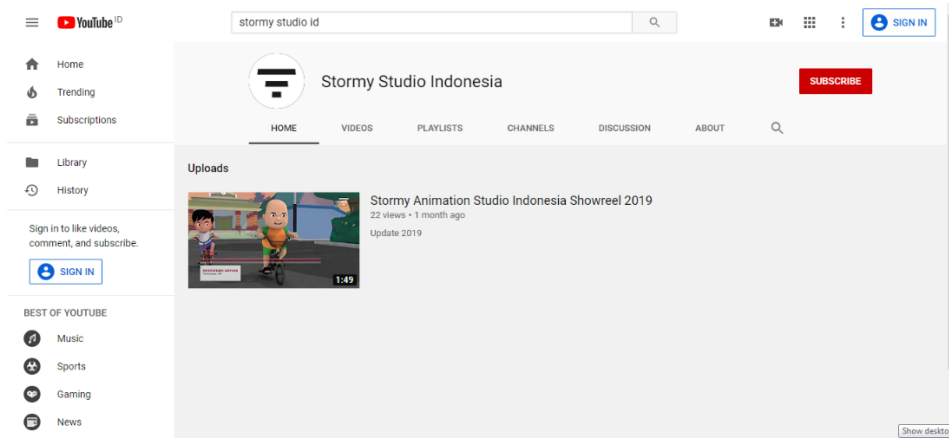 YouTube ID
stormy studio id
SIGN IN
Home
Trending
Subscriptions
Library
History
Sign in to like videos,
comment, and subscribe.
SIGN IN
BEST OF YOUTUBE
Music
Sports
Gaming
News
Stormy Studio Indonesia
SUBSCRIBE
HOME VIDEOS PLAYLISTS CHANNELS DISCUSSION ABOUT
Uploads
1:49
Stormy Animation Studio Indonesia Showreel 2019
22 views • 1 month ago
Update 2019
Show deskto